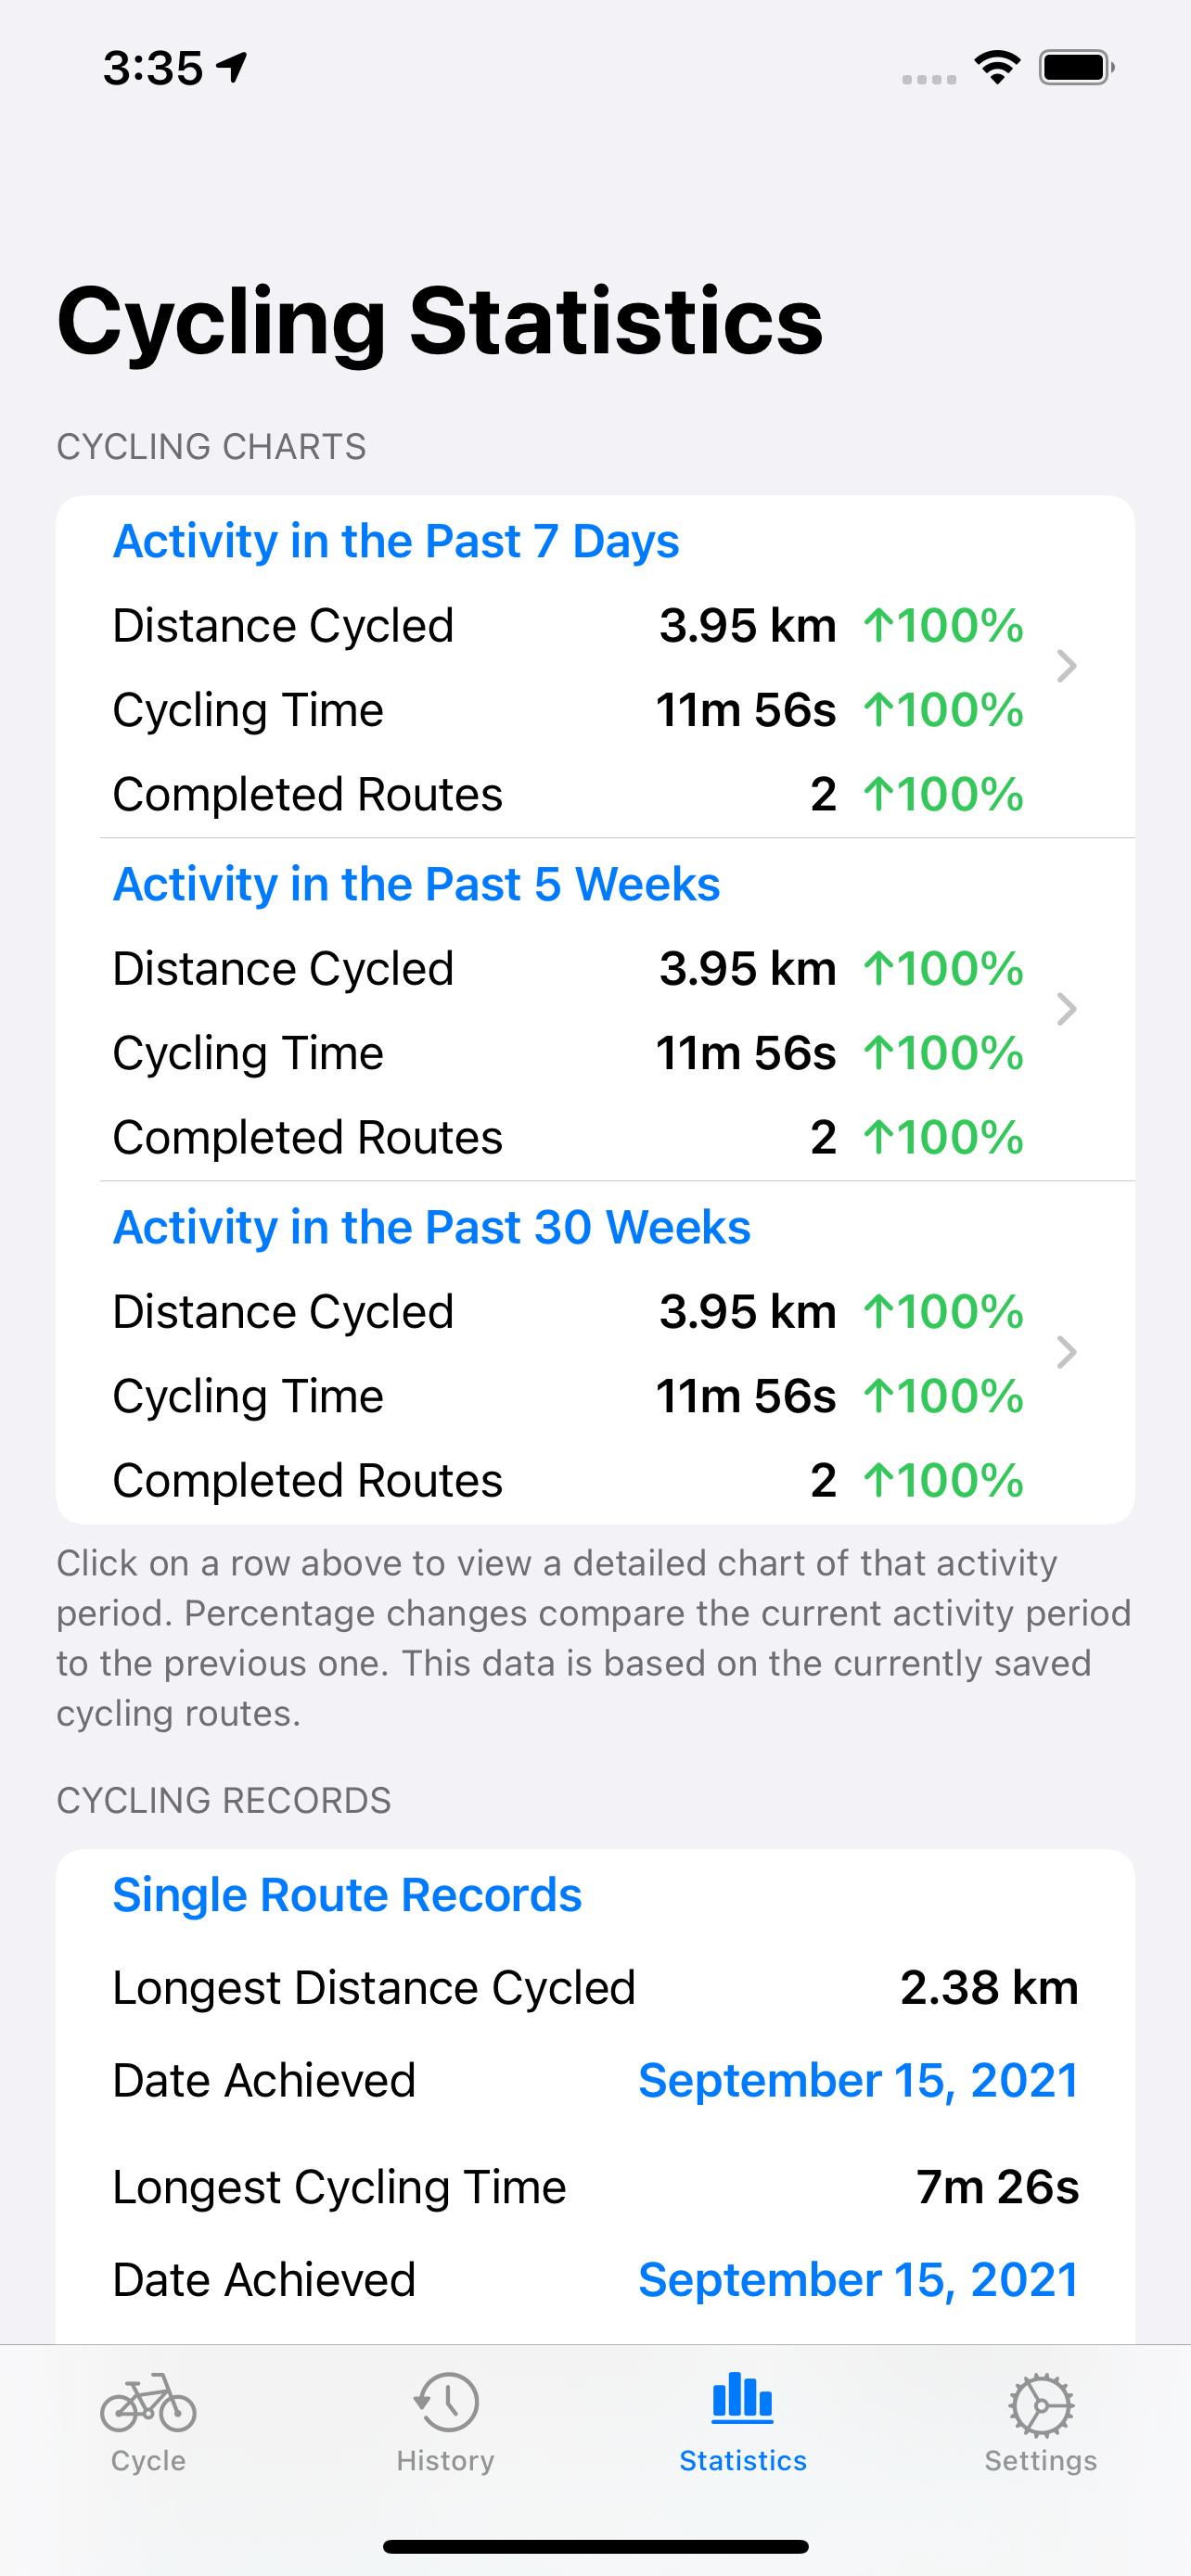 3:35
Cycling Statistics
CYCLING CHARTS
Activity in the Past 7 Days
Distance Cycled 3.95 km ↑100%
Cycling Time 11m 56s ↑100%
Completed Routes 2 ↑100%
Activity in the Past 5 Weeks
Distance Cycled 3.95 km ↑100%
Cycling Time 11m 56s ↑100%
Completed Routes 2 ↑100%
Activity in the Past 30 Weeks
Distance Cycled 3.95 km ↑100%
Cycling Time 11m 56s ↑100%
Completed Routes 2 ↑100%
Click on a row above to view a detailed chart of that activity
period. Percentage changes compare the current activity period
to the previous one. This data is based on the currently saved
cycling routes.
CYCLING RECORDS
Single Route Records
Longest Distance Cycled 2.38 km
Date Achieved September 15, 2021
Longest Cycling Time 7m 26s
Date Achieved September 15, 2021
Cycle History Statistics Settings